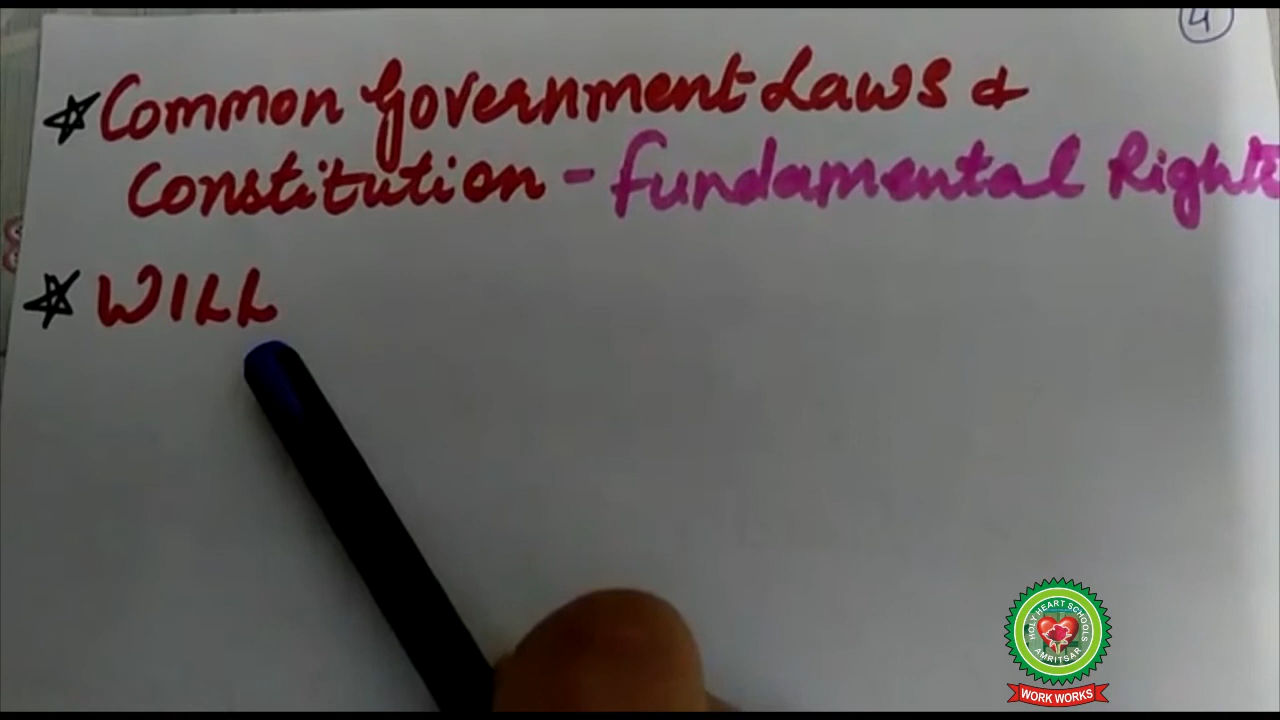 4
☆ Common Government Laws &
Constitution - fundamental Rights
☆ WILL
HOLY HEART SCHOOLS
AMRITSAR
WORK WORKS